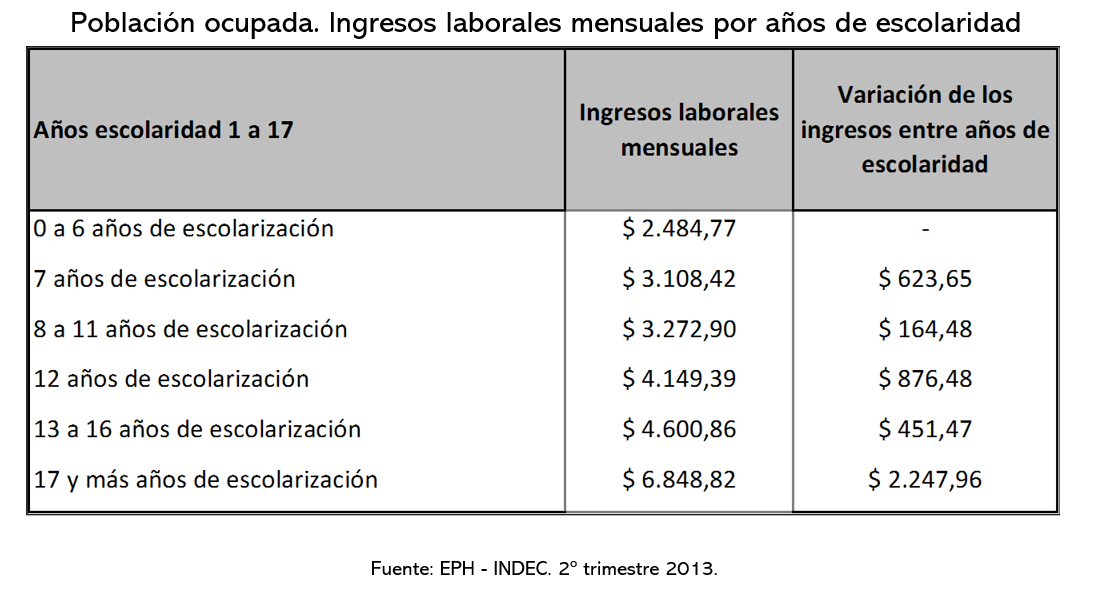 Población ocupada. Ingresos laborales mensuales por años de escolaridad
Años escolaridad 1 a 17
Ingresos laborales
mensuales
Variación de los
ingresos entre años de
escolaridad
0 a 6 años de escolarización $ 2.484,77 -
7 años de escolarización $ 3.108,42 $ 623,65
8 a 11 años de escolarización $ 3.272,90 $ 164,48
12 años de escolarización $ 4.149,39 $ 876,48
13 a 16 años de escolarización $ 4.600,86 $ 451,47
17 y más años de escolarización $ 6.848,82 $ 2.247,96
Fuente: EPH - INDEC. 2º trimestre 2013.